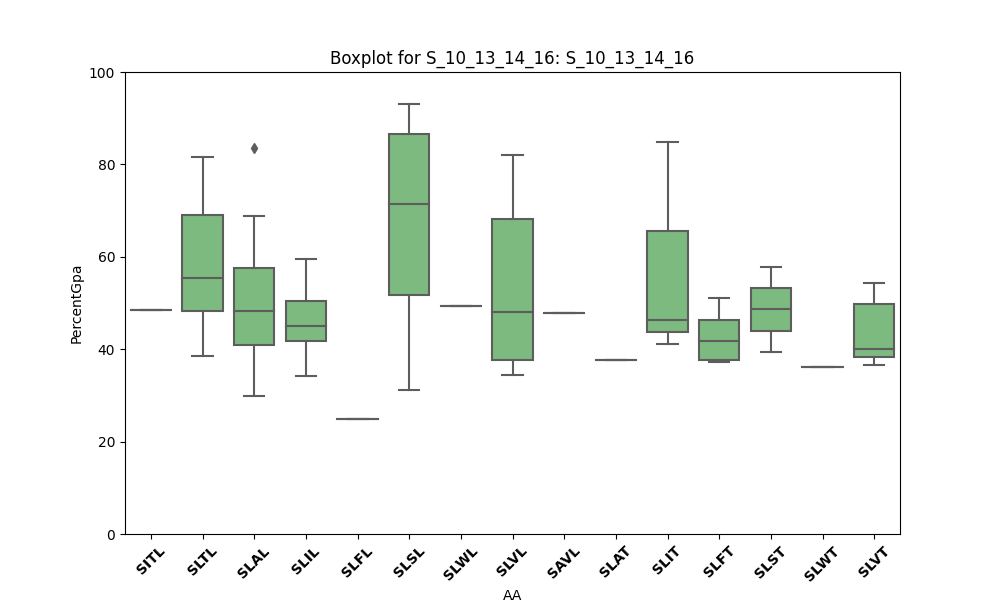 Boxplot for S_10_13_14_16: S_10_13_14_16
100
80
60
40
20
0
PercentGpa
SITL SLTL SLAL SLIL SLFL SLSL SLWL SLVL SAVL SLAT SLIT SLFT SLST SLWT SLVT
AA